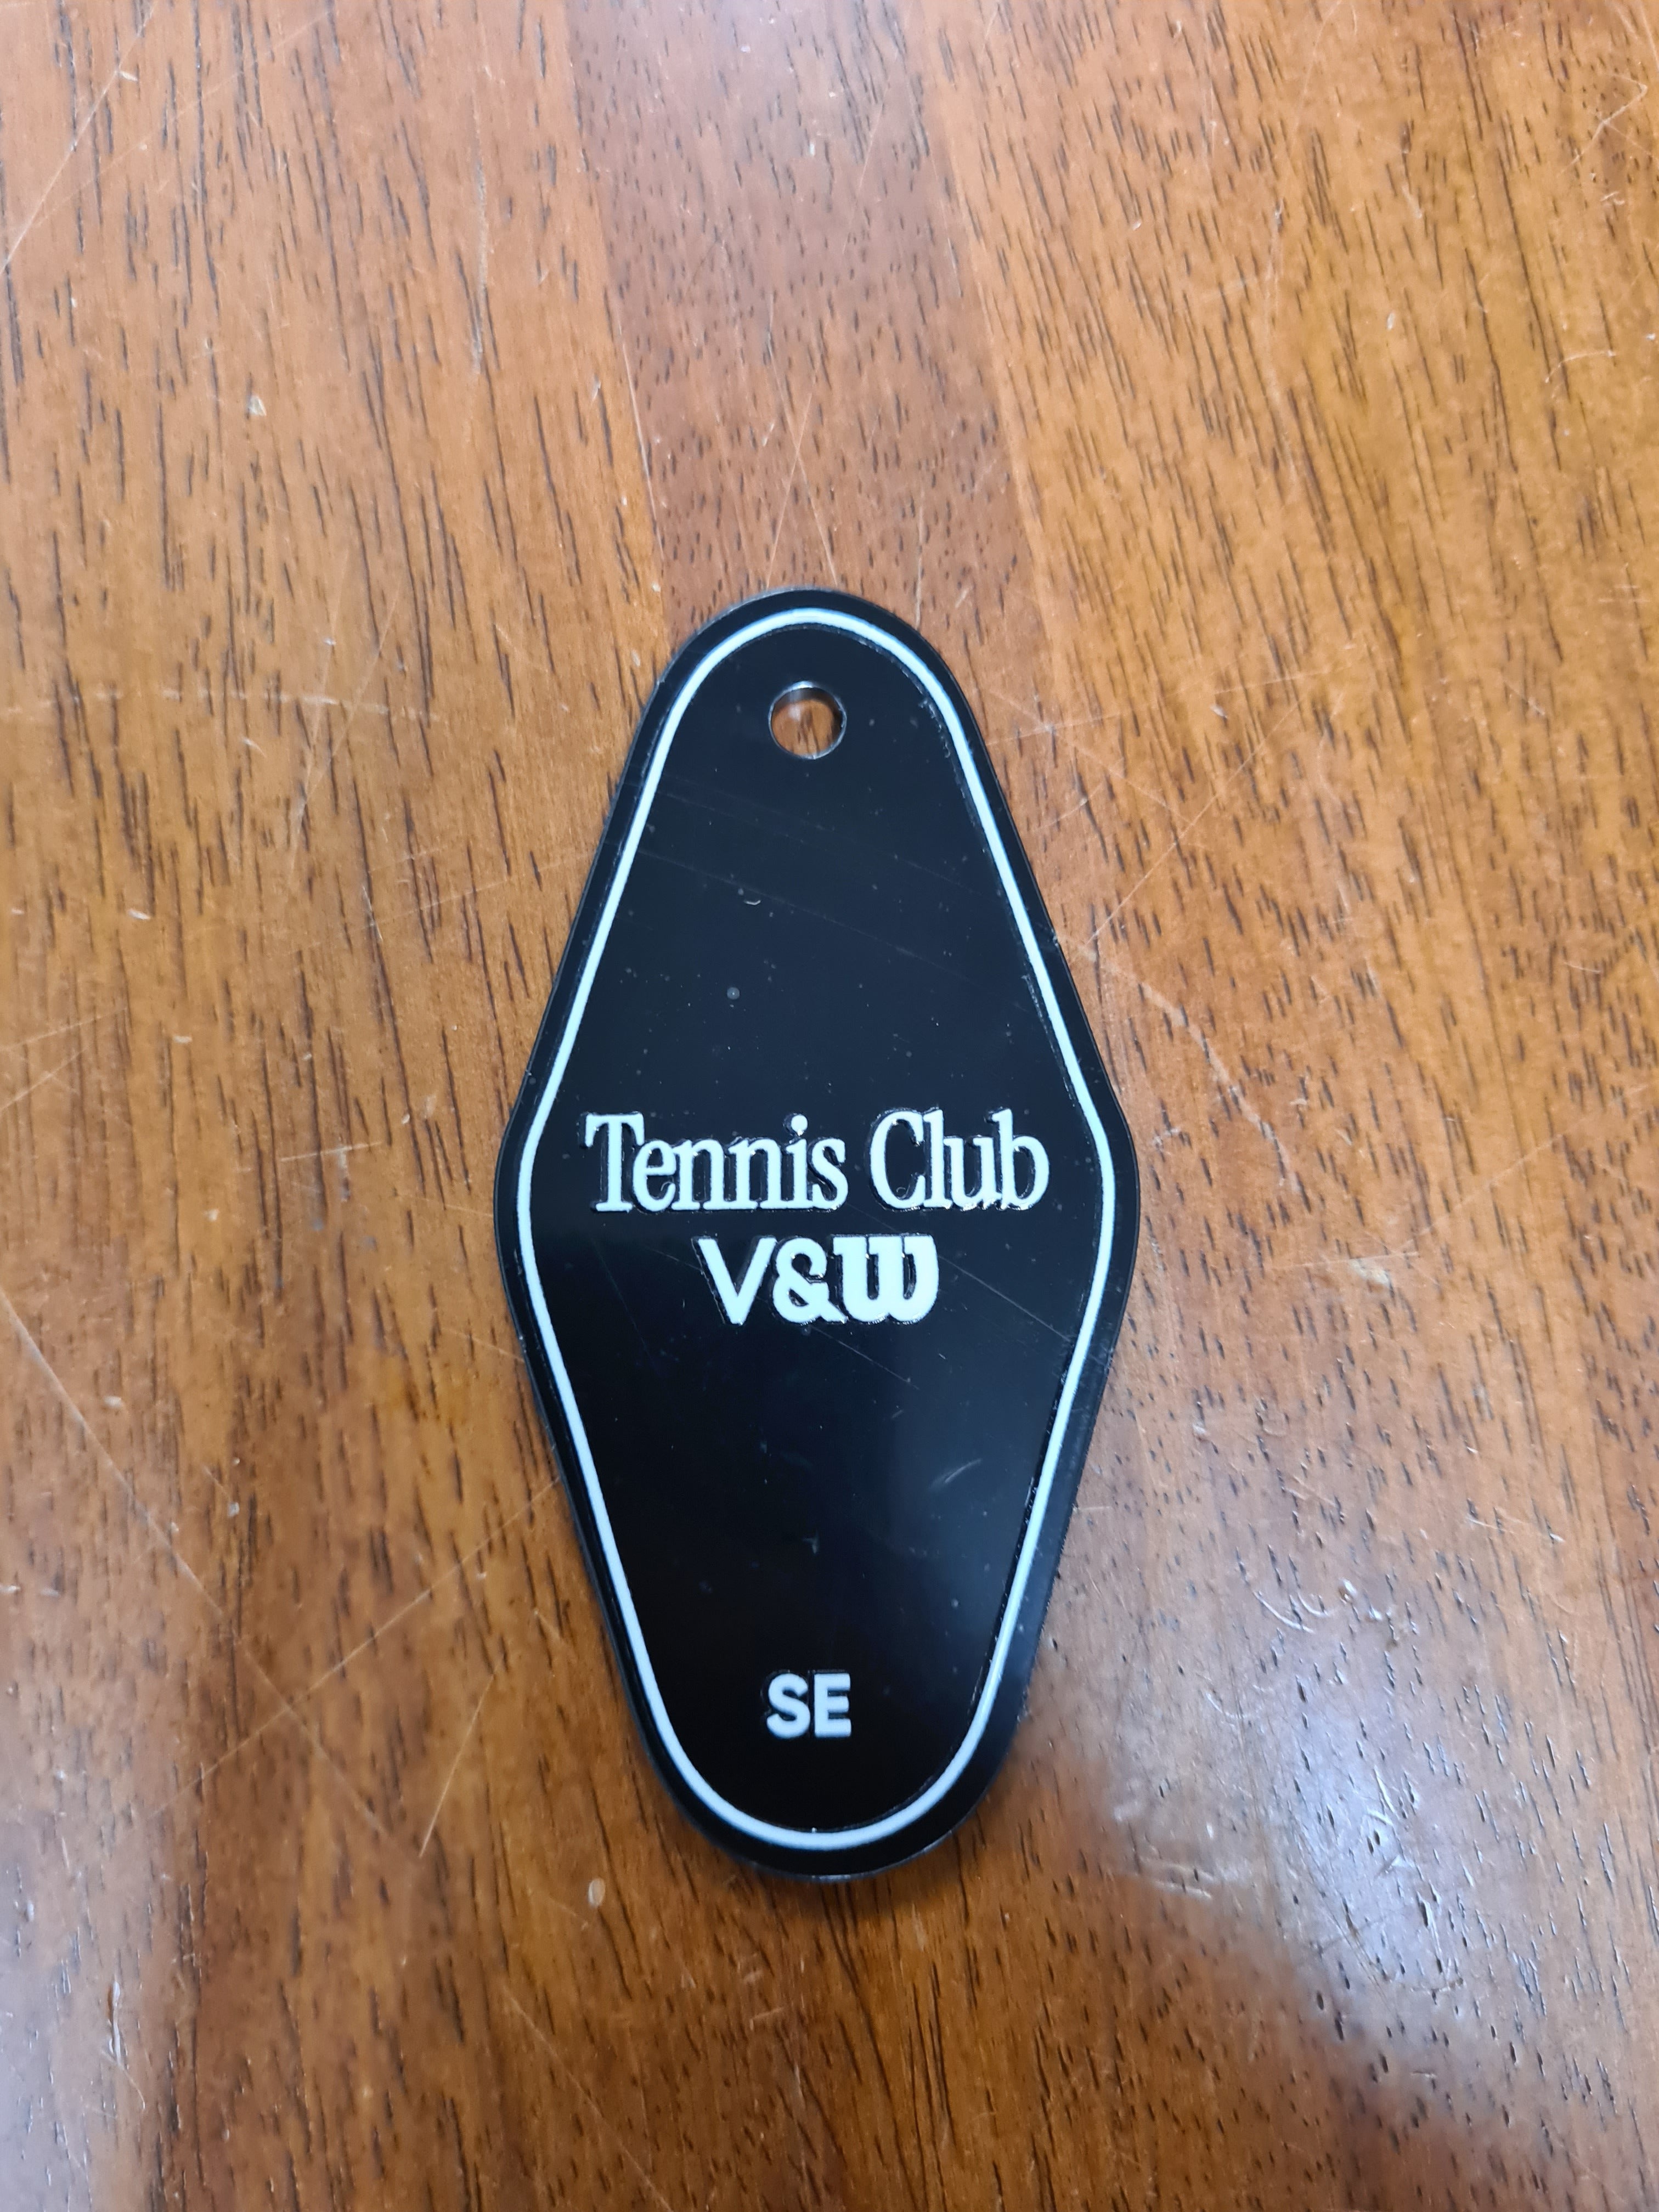 Tennis Club
V&W
SE